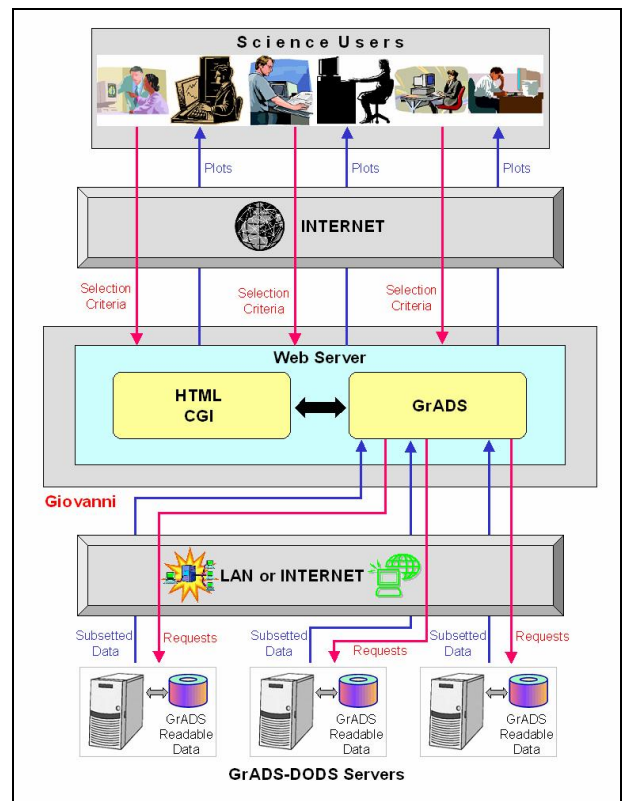 Science Users
Plots
Plots
Plots
INTERNET
Selection
Criteria
Selection
Criteria
Selection
Criteria
Web Server
HTML
CGI
GrADS
Giovanni
LAN or INTERNET
Subsetted
Data
Requests
Subsetted
Data
Requests
Subsetted
Data
Requests
GrADS
Readable
Data
GrADS
Readable
Data
GrADS
Readable
Data
GrADS-DODS Servers